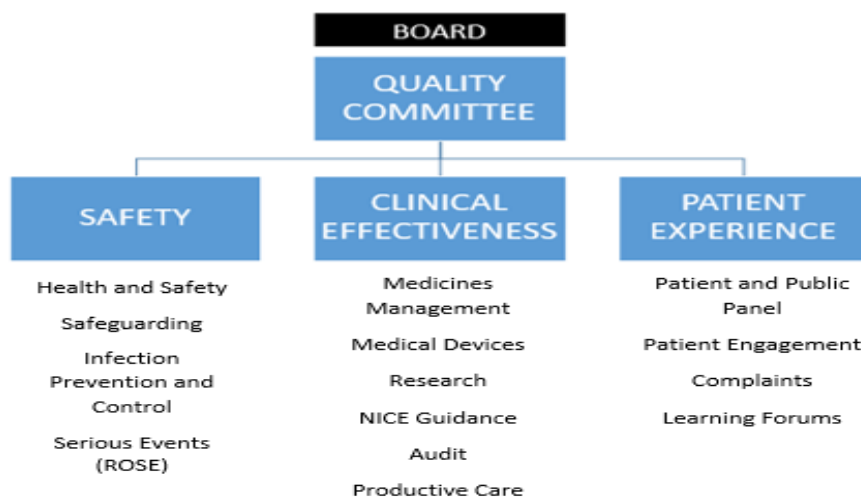 BOARD
QUALITY
COMMITTEE
SAFETY
Health and Safety
Safeguarding
Infection
Prevention and
Control
Serious Events
(ROSE)
CLINICAL
EFFECTIVENESS
Medicines
Management
Medical Devices
Research
NICE Guidance
Audit
Productive Care
PATIENT
EXPERIENCE
Patient and Public
Panel
Patient Engagement
Complaints
Learning Forums